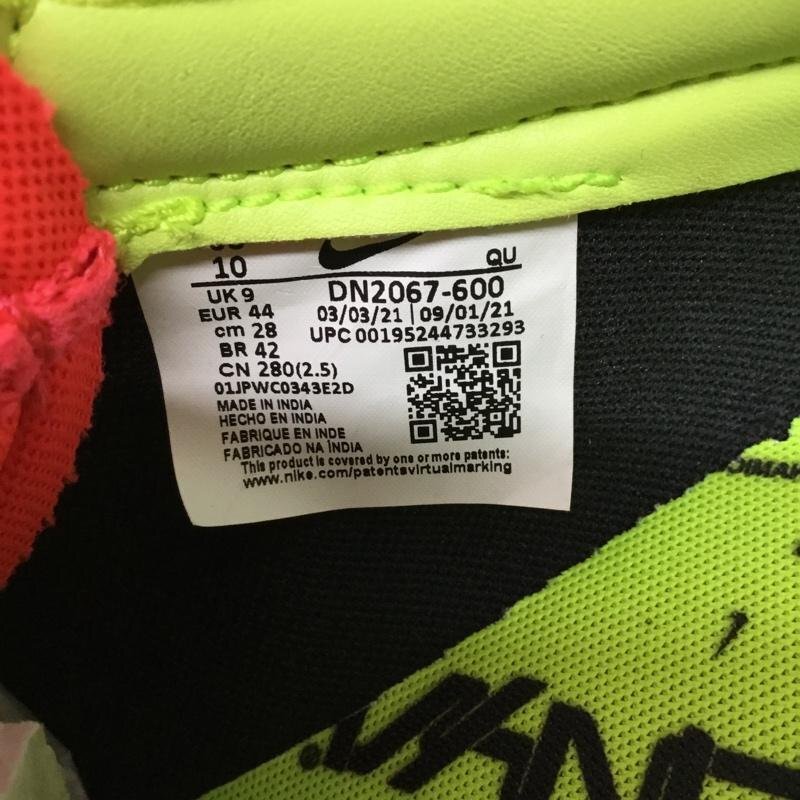 10
QU
UK 9
DN2067-600
EUR 44
03/03/21 | 09/01/21
cm 28
UPC 00195244733293
BR 42
CN 280(2.5)
01JPWC0343E2D
MADE IN INDIA
HECHO EN INDIA
FABRIQUE EN INDE
FABRICADO NA ÍNDIA
This product is covered by one or more patents:
www.nike.com/patentsvirtualmarking